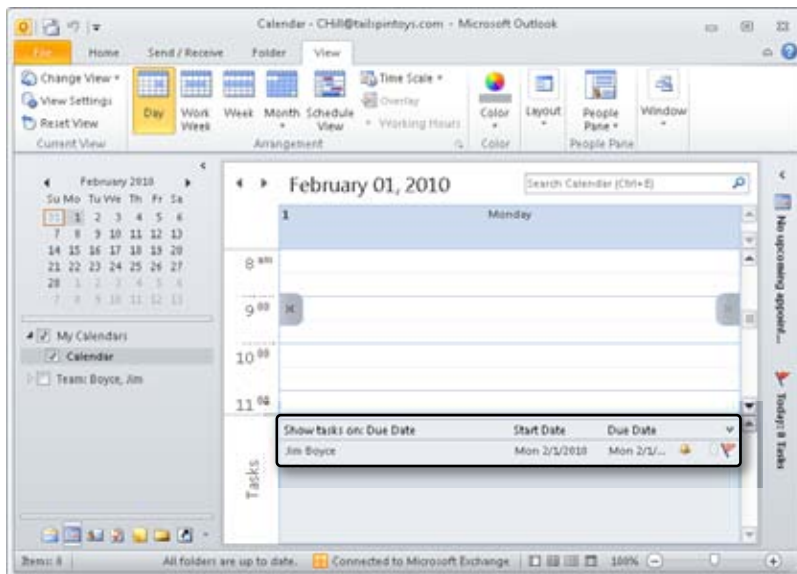 Calendar - CHill@tailspintoys.com - Microsoft Outlook
File Home Send / Receive Folder View
Change View
View Settings
Reset View
Current View
Day
Work Week
Week
Month
Schedule View
Time Scale
Overlay
Working Hours
Arrangement
Color
Color
Layout
People Pane
People Pane
Window
February 2010
Su Mo Tu We Th Fr Sa
31 1 2 3 4 5 6
7 8 9 10 11 12 13
14 15 16 17 18 19 20
21 22 23 24 25 26 27
28 1 2 3 4 5 6
7 8 9 10 11 12 13
My Calendars
Calendar
Team: Boyce, Jim
February 01, 2010
Search Calendar (Ctrl+E)
1 Monday
8 am
9 00
10 00
11 00
Tasks
Show tasks on: Due Date Start Date Due Date
Jim Boyce Mon 2/1/2010 Mon 2/1/...
No upcoming appoint...
Today: 8 Tasks
Items: 8
All folders are up to date.
Connected to Microsoft Exchange
100%